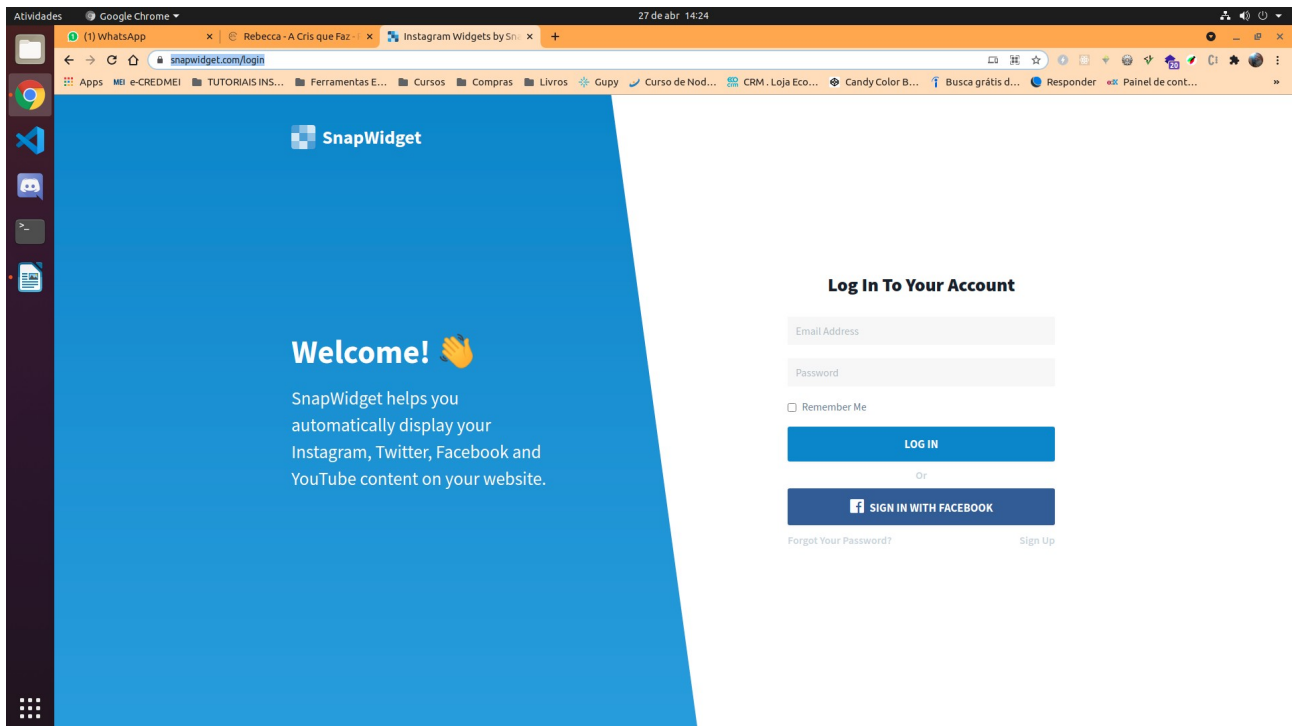 Atividades Google Chrome 27 de abr 14:24
(1) WhatsApp Rebecca - A Cris que Faz - Instagram Widgets by Sna
snapwidget.com/login
Apps MEI e-CREDMEI TUTORIAIS INS... Ferramentas E... Cursos Compras Livros Gupy Curso de Nod... CRM . Loja Eco... Candy Color B... Busca grátis d... Responder Painel de cont... »
20
SnapWidget
Welcome!
SnapWidget helps you
automatically display your
Instagram, Twitter, Facebook and
YouTube content on your website.
Log In To Your Account
Email Address
Password
Remember Me
LOG IN
Or
SIGN IN WITH FACEBOOK
Forgot Your Password? Sign Up